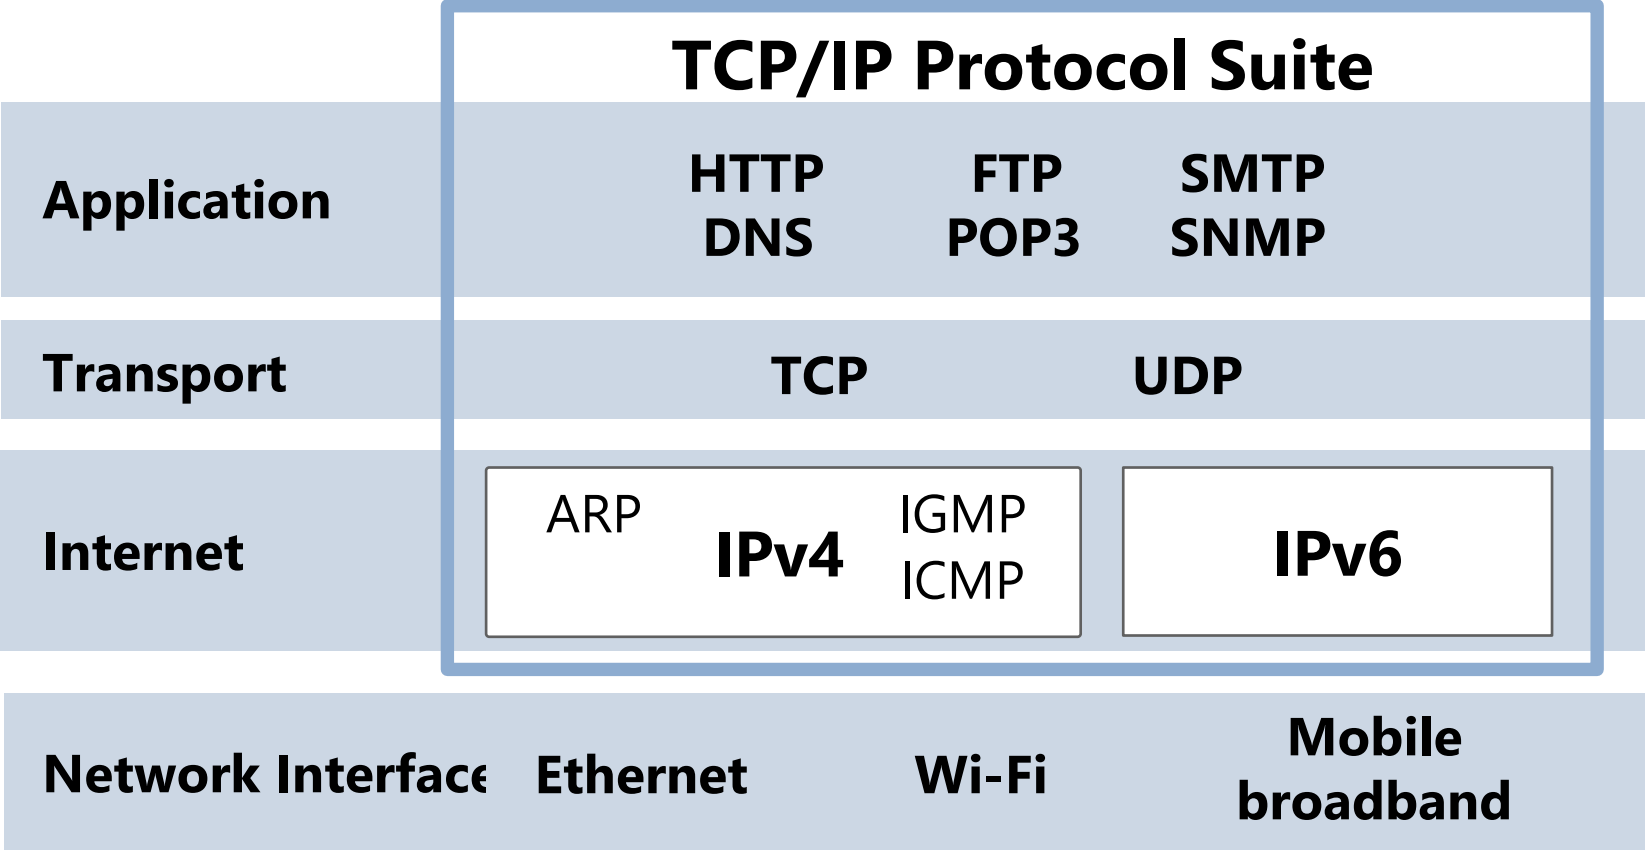 TCP/IP Protocol Suite
Application
HTTP FTP SMTP
DNS POP3 SNMP
Transport
TCP UDP
Internet
ARP IPv4 IGMP
ICMP
IPv6
Network Interface
Ethernet
Wi-Fi
Mobile
broadband